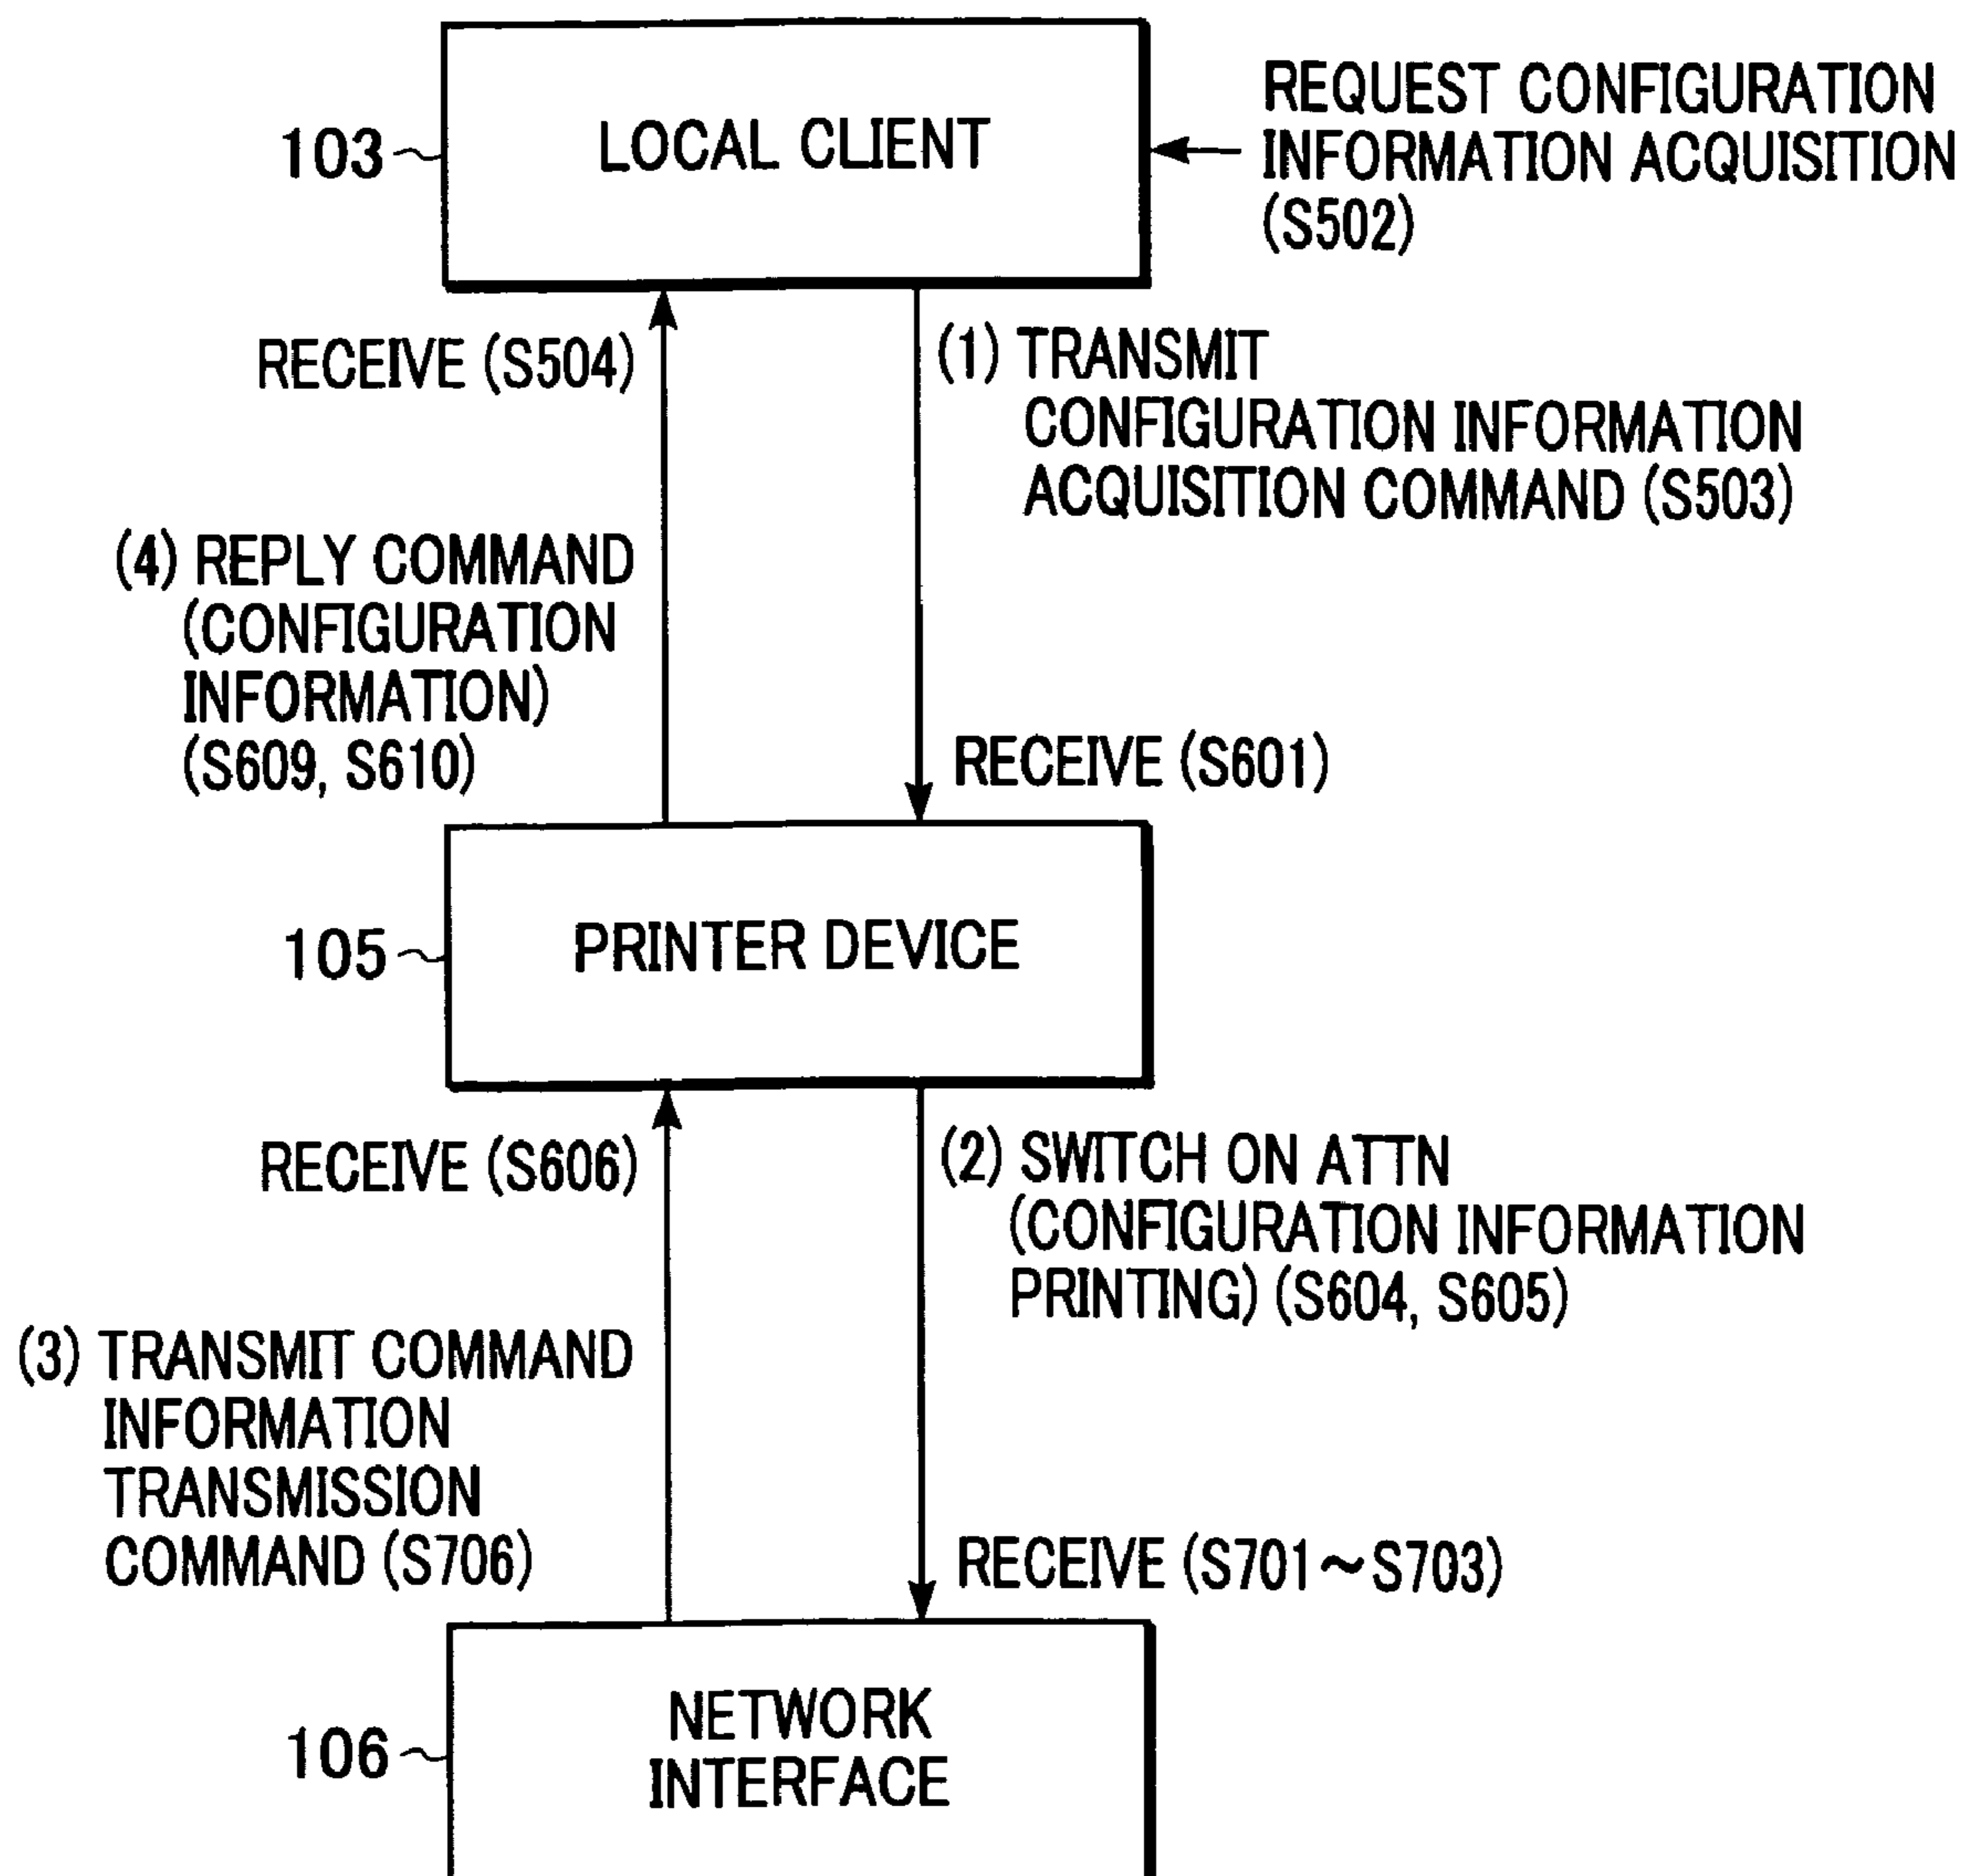 103
LOCAL CLIENT
REQUEST CONFIGURATION
INFORMATION ACQUISITION
(S502)
RECEIVE (S504)
(1) TRANSMIT
CONFIGURATION INFORMATION
ACQUISITION COMMAND (S503)
(4) REPLY COMMAND
(CONFIGURATION
INFORMATION)
(S609, S610)
RECEIVE (S601)
105
PRINTER DEVICE
RECEIVE (S606)
(2) SWITCH ON ATTN
(CONFIGURATION INFORMATION
PRINTING) (S604, S605)
(3) TRANSMIT COMMAND
INFORMATION
TRANSMISSION
COMMAND (S706)
RECEIVE (S701~S703)
106
NETWORK
INTERFACE